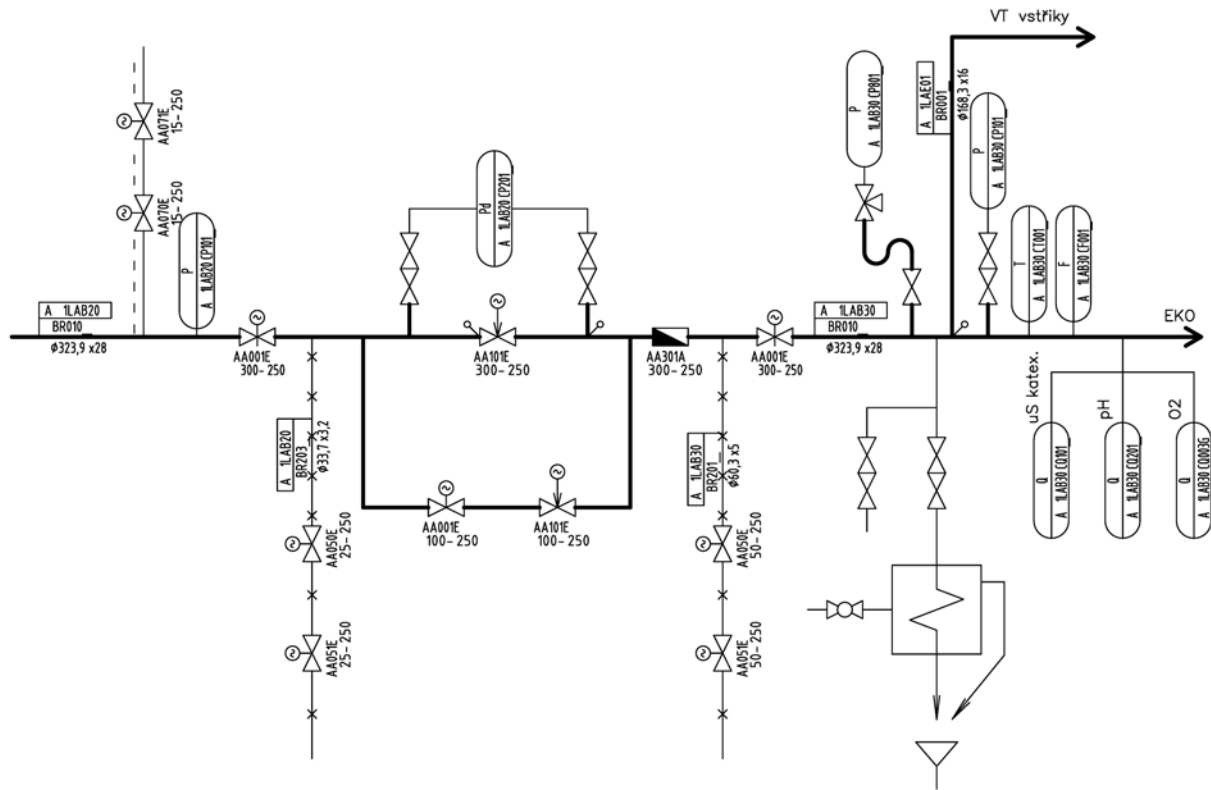 VT vstřiky
A 1LAE01
BR001
Φ168,3 x16
P
A 1LAB30 CP801
P
A 1LAB30 CP101
AA071E
15-250
AA070E
15-250
P
A 1LAB20 CP101
Pd
A 1LAB20 CP201
T
A 1LAB30 CT001
F
A 1LAB30 CF001
A 1LAB20
BR010
Φ323,9 x28
AA001E
300-250
AA101E
300-250
AA301A
300-250
AA001E
300-250
A 1LAB30
BR010
Φ323,9 x28
EKO
A 1LAB20
BR203
Φ33,7 x3,2
A 1LAB30
BR201
Φ60,3 x5
uS katex.
pH
O2
Q
A 1LAB30 CQ101
Q
A 1LAB30 CQ201
Q
A 1LAB30 CQ003G
AA001E
100-250
AA101E
100-250
AA050E
25-250
AA050E
50-250
AA051E
25-250
AA051E
50-250